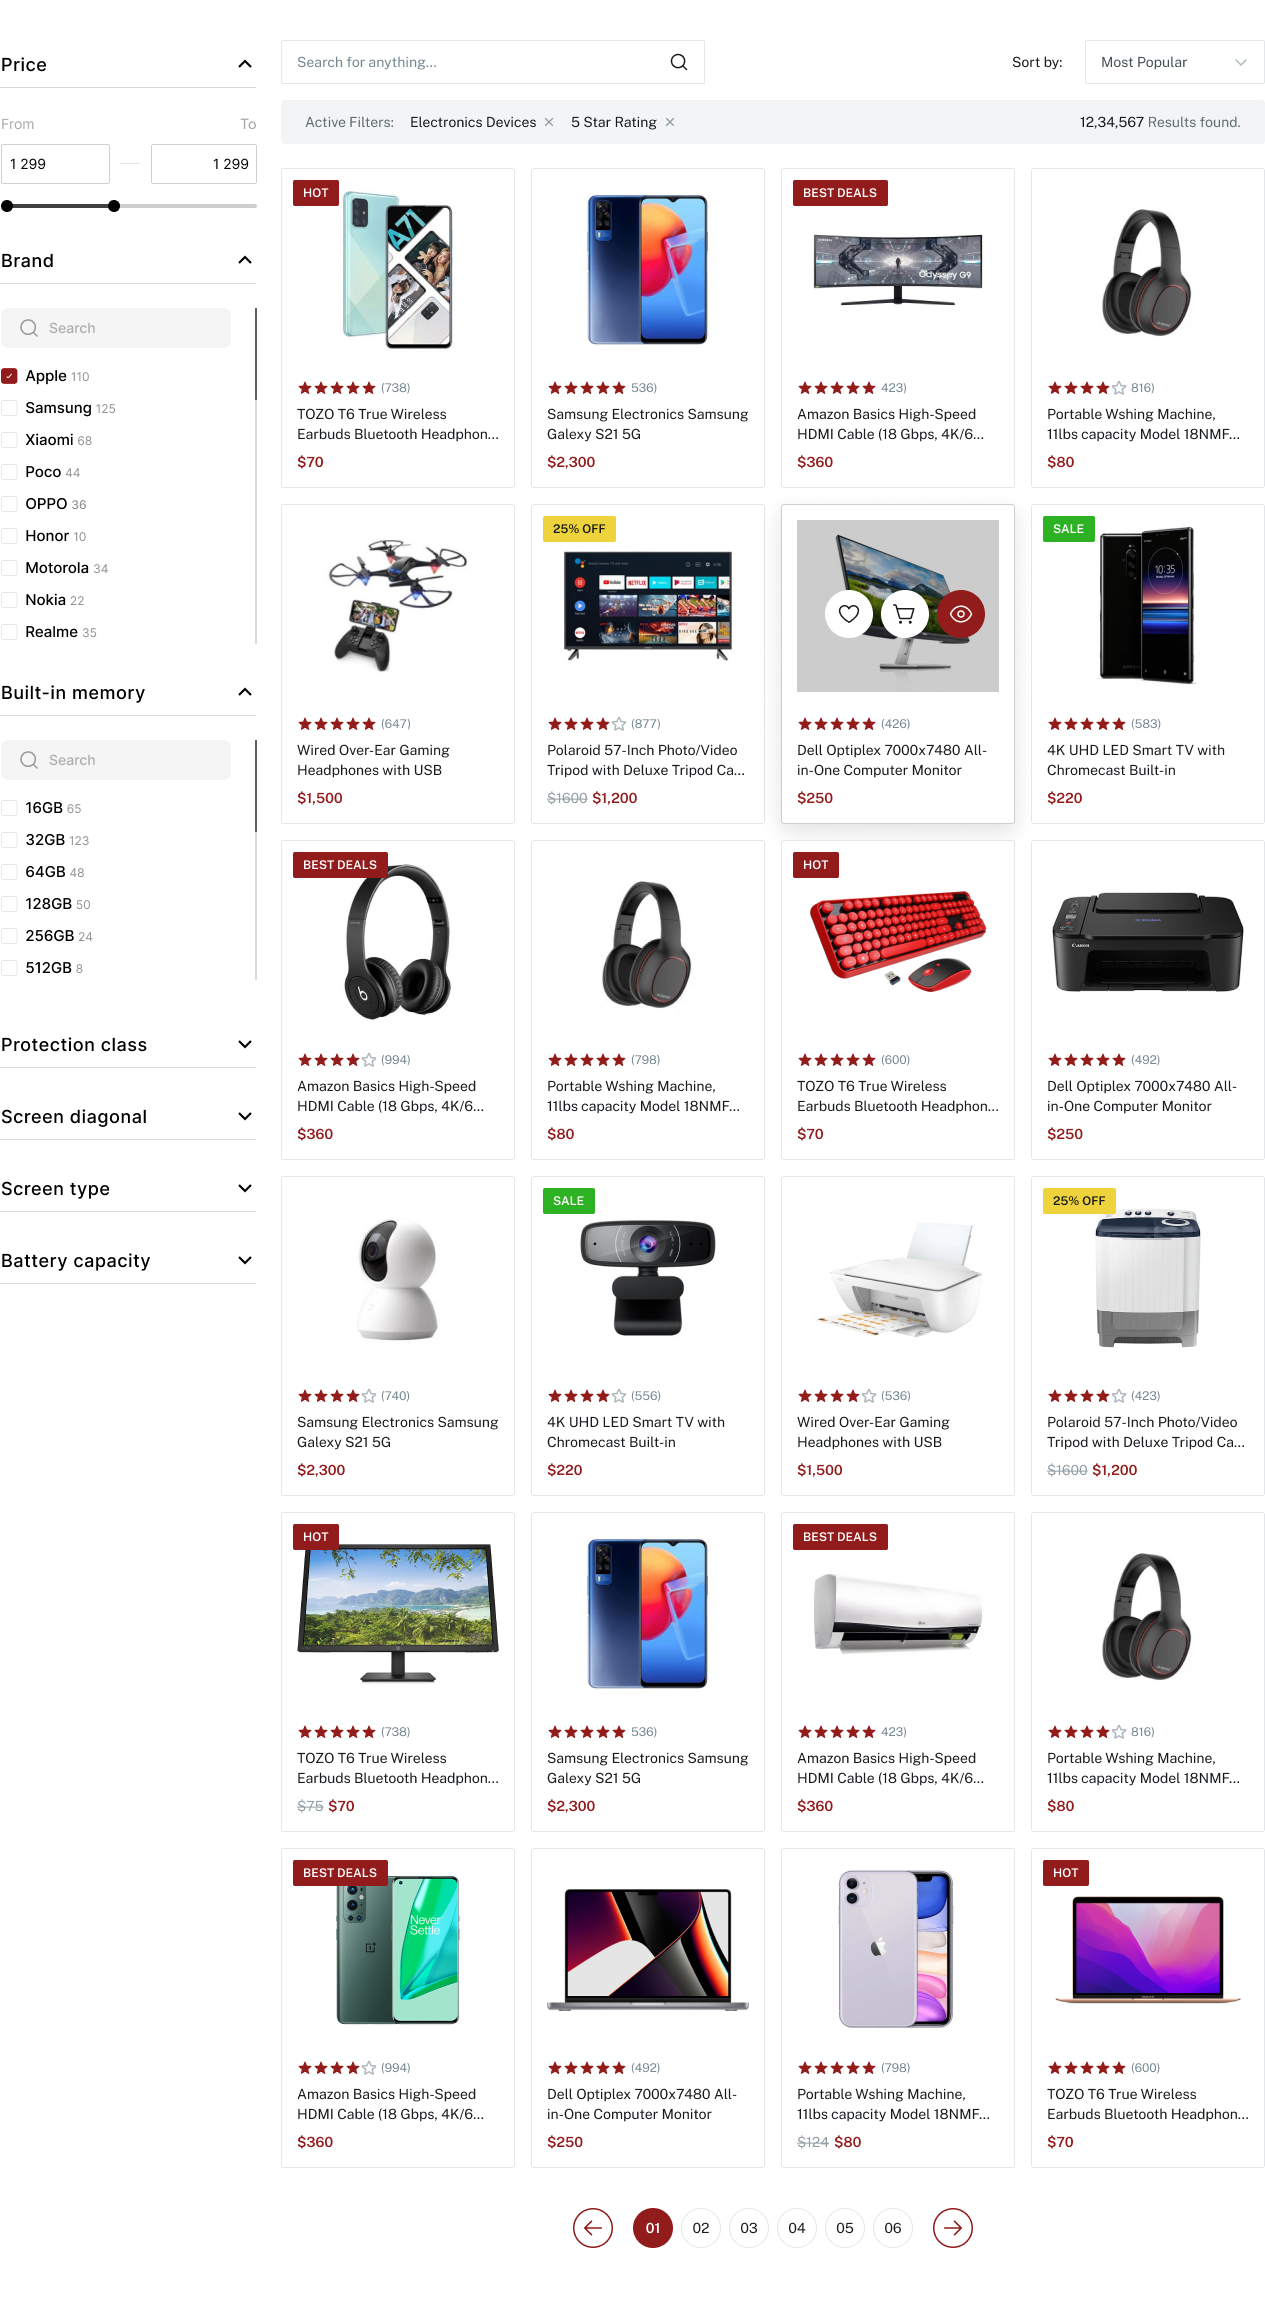 Price
From To
1 299 1 299
Brand
Search
Apple 110
Samsung 125
Xiaomi 68
Poco 44
OPPO 36
Honor 10
Motorola 34
Nokia 22
Realme 35
Built-in memory
Search
16GB 65
32GB 123
64GB 48
128GB 50
256GB 24
512GB 8
Protection class
Screen diagonal
Screen type
Battery capacity
Search for anything...
Sort by: Most Popular
Active Filters: Electronics Devices 5 Star Rating 12,34,567 Results found.
HOT
A71
(738)
TOZO T6 True Wireless
Earbuds Bluetooth Headphon...
$70
536)
Samsung Electronics Samsung
Galexy S21 5G
$2,300
BEST DEALS
Odyssey G9
423)
Amazon Basics High-Speed
HDMI Cable (18 Gbps, 4K/6...
$360
816)
Portable Wshing Machine,
11lbs capacity Model 18NMF...
$80
(647)
Wired Over-Ear Gaming
Headphones with USB
$1,500
25% OFF
NETFLIX
(877)
Polaroid 57-Inch Photo/Video
Tripod with Deluxe Tripod Ca...
$1600 $1,200
(426)
Dell Optiplex 7000x7480 All-
in-One Computer Monitor
$250
SALE
10:35
(583)
4K UHD LED Smart TV with
Chromecast Built-in
$220
BEST DEALS
(994)
Amazon Basics High-Speed
HDMI Cable (18 Gbps, 4K/6...
$360
(798)
Portable Wshing Machine,
11lbs capacity Model 18NMF...
$80
HOT
(600)
TOZO T6 True Wireless
Earbuds Bluetooth Headphon...
$70
Canon
(492)
Dell Optiplex 7000x7480 All-
in-One Computer Monitor
$250
(740)
Samsung Electronics Samsung
Galexy S21 5G
$2,300
SALE
(556)
4K UHD LED Smart TV with
Chromecast Built-in
$220
(536)
Wired Over-Ear Gaming
Headphones with USB
$1,500
25% OFF
(423)
Polaroid 57-Inch Photo/Video
Tripod with Deluxe Tripod Ca...
$1600 $1,200
HOT
(738)
TOZO T6 True Wireless
Earbuds Bluetooth Headphon...
$75 $70
536)
Samsung Electronics Samsung
Galexy S21 5G
$2,300
BEST DEALS
423)
Amazon Basics High-Speed
HDMI Cable (18 Gbps, 4K/6...
$360
816)
Portable Wshing Machine,
11lbs capacity Model 18NMF...
$80
BEST DEALS
Never
Settle
(994)
Amazon Basics High-Speed
HDMI Cable (18 Gbps, 4K/6...
$360
(492)
Dell Optiplex 7000x7480 All-
in-One Computer Monitor
$250
(798)
Portable Wshing Machine,
11lbs capacity Model 18NMF...
$124 $80
HOT
(600)
TOZO T6 True Wireless
Earbuds Bluetooth Headphon...
$70
01 02 03 04 05 06